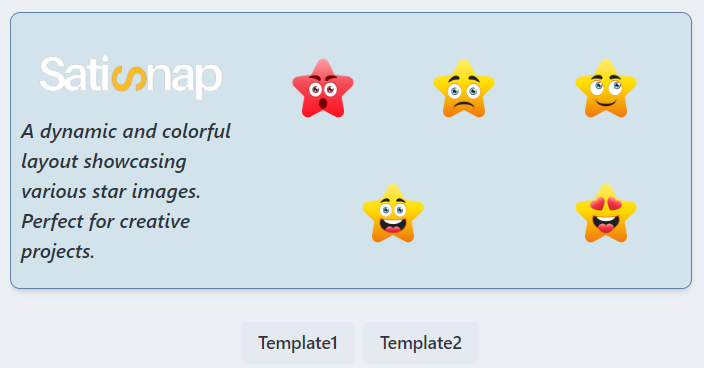 Satisnap
A dynamic and colorful
layout showcasing
various star images.
Perfect for creative
projects.
Template1
Template2